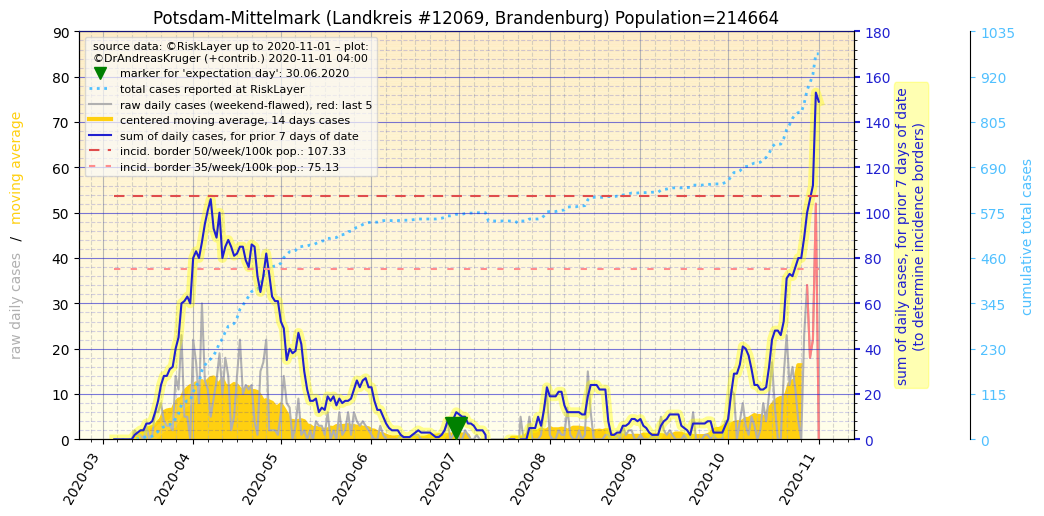 Potsdam-Mittelmark (Landkreis #12069, Brandenburg) Population=214664
source data: ©RiskLayer up to 2020-11-01 – plot:
©DrAndreasKruger (+contrib.) 2020-11-01 04:00
marker for 'expectation day': 30.06.2020
total cases reported at RiskLayer
raw daily cases (weekend-flawed), red: last 5
centered moving average, 14 days cases
sum of daily cases, for prior 7 days of date
incid. border 50/week/100k pop.: 107.33
incid. border 35/week/100k pop.: 75.13
raw daily cases / moving average
90
80
70
60
50
40
30
20
10
0
2020-03
2020-04
2020-05
2020-06
2020-07
2020-08
2020-09
2020-10
2020-11
180
160
140
120
100
80
60
40
20
0
sum of daily cases, for prior 7 days of date
(to determine incidence borders)
1035
920
805
690
575
460
345
230
115
0
cumulative total cases